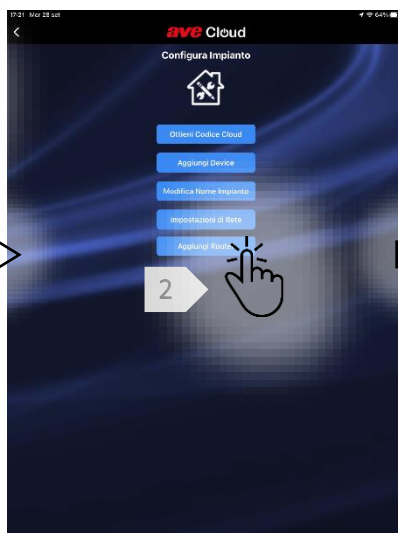 17:21 Mer 28 set
64%
ave Cloud
Configura Impianto
Ottieni Codice Cloud
Aggiungi Device
Modifica Nome Impianto
Impostazioni di Rete
Aggiungi Route
2